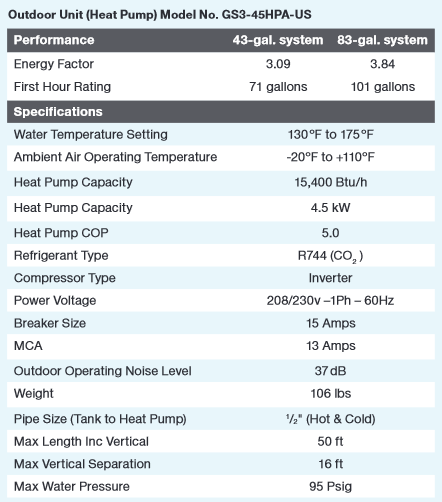 Outdoor Unit (Heat Pump) Model No. GS3-45HPA-US
Performance 43-gal. system 83-gal. system
Energy Factor 3.09 3.84
First Hour Rating 71 gallons 101 gallons
Specifications
Water Temperature Setting 130°F to 175°F
Ambient Air Operating Temperature -20°F to +110°F
Heat Pump Capacity 15,400 Btu/h
Heat Pump Capacity 4.5 kW
Heat Pump COP 5.0
Refrigerant Type R744 (CO₂)
Compressor Type Inverter
Power Voltage 208/230v –1Ph – 60Hz
Breaker Size 15 Amps
MCA 13 Amps
Outdoor Operating Noise Level 37 dB
Weight 106 lbs
Pipe Size (Tank to Heat Pump) ½" (Hot & Cold)
Max Length Inc Vertical 50 ft
Max Vertical Separation 16 ft
Max Water Pressure 95 Psig